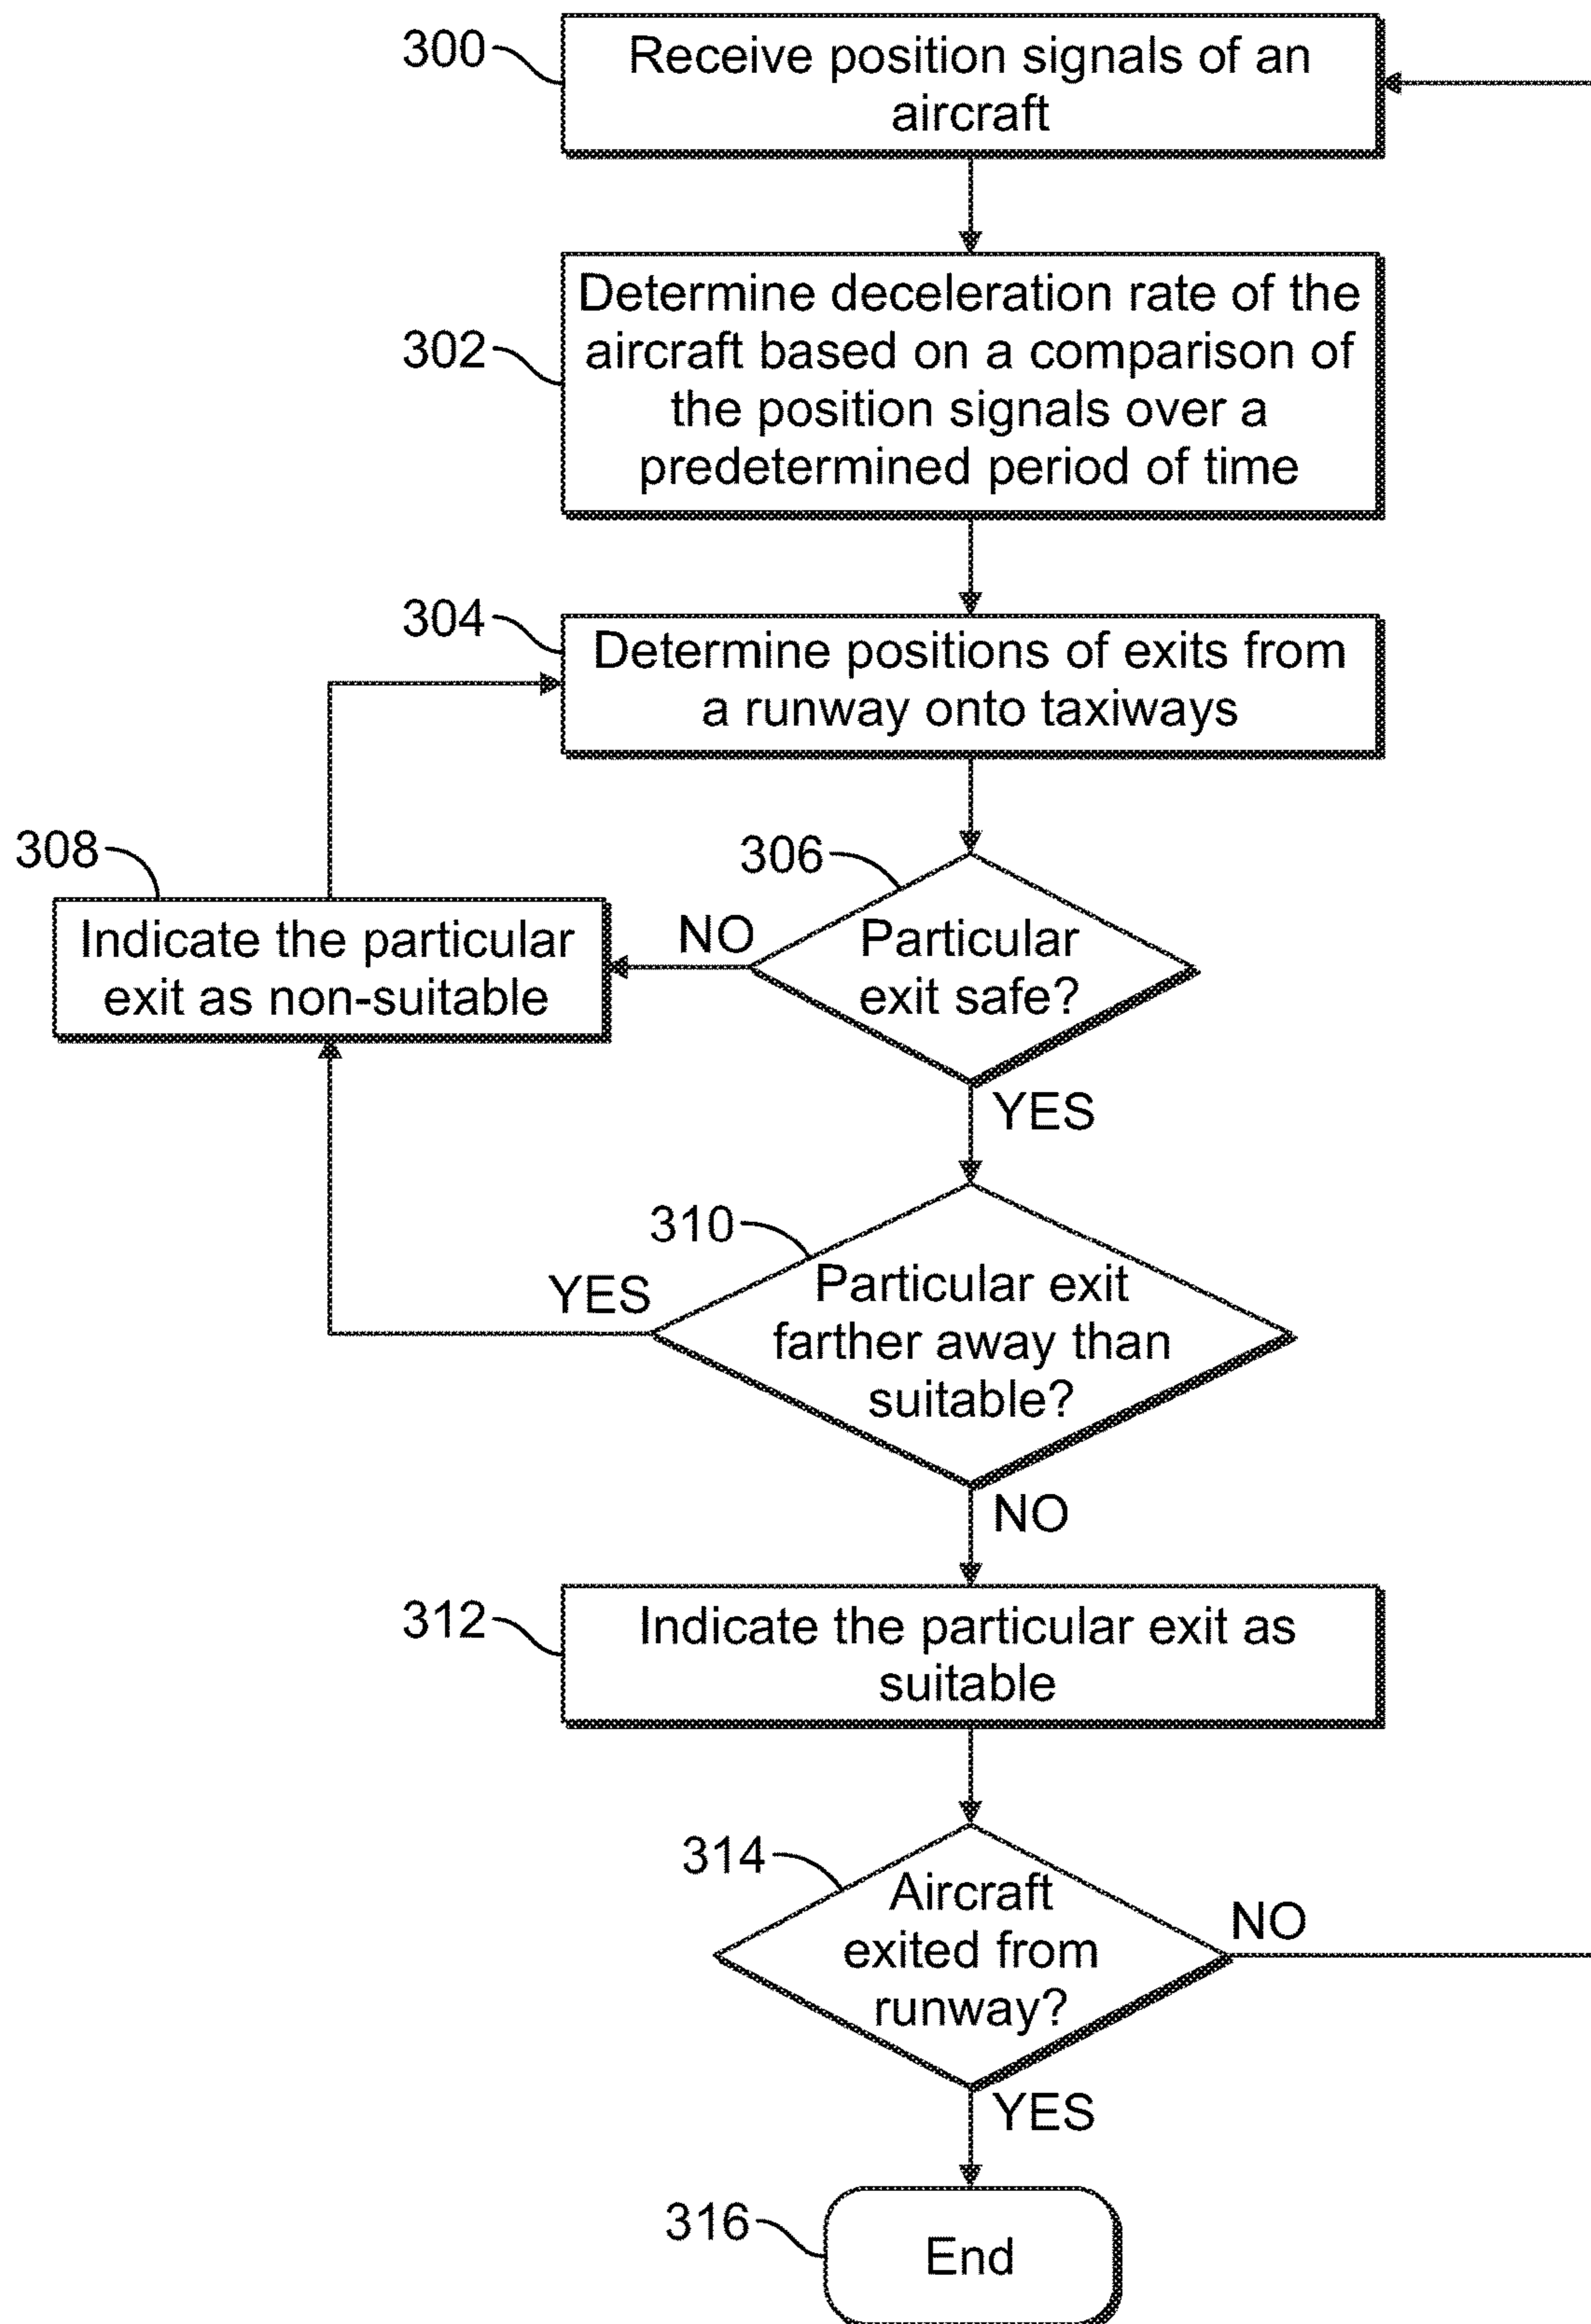 300
Receive position signals of an
aircraft
302
Determine deceleration rate of the
aircraft based on a comparison of
the position signals over a
predetermined period of time
304
Determine positions of exits from
a runway onto taxiways
308
Indicate the particular
exit as non-suitable
306
NO
Particular
exit safe?
YES
310
YES
Particular exit
farther away than
suitable?
NO
312
Indicate the particular exit as
suitable
314
Aircraft
exited from
runway?
NO
YES
316
End